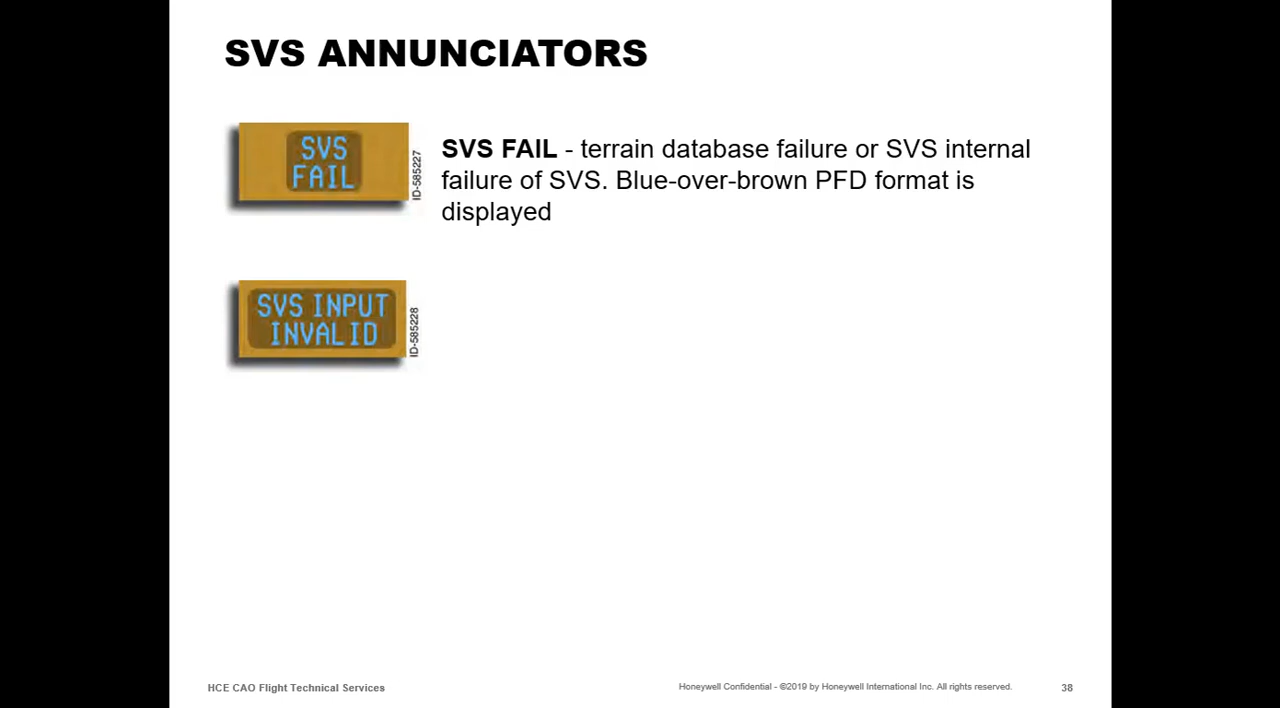 SVS ANNUNCIATORS
SVS
FAIL
ID-585227
SVS FAIL - terrain database failure or SVS internal
failure of SVS. Blue-over-brown PFD format is
displayed
SVS INPUT
INVALID
ID-585228
HCE CAO Flight Technical Services
Honeywell Confidential - ©2019 by Honeywell International Inc. All rights reserved.
38